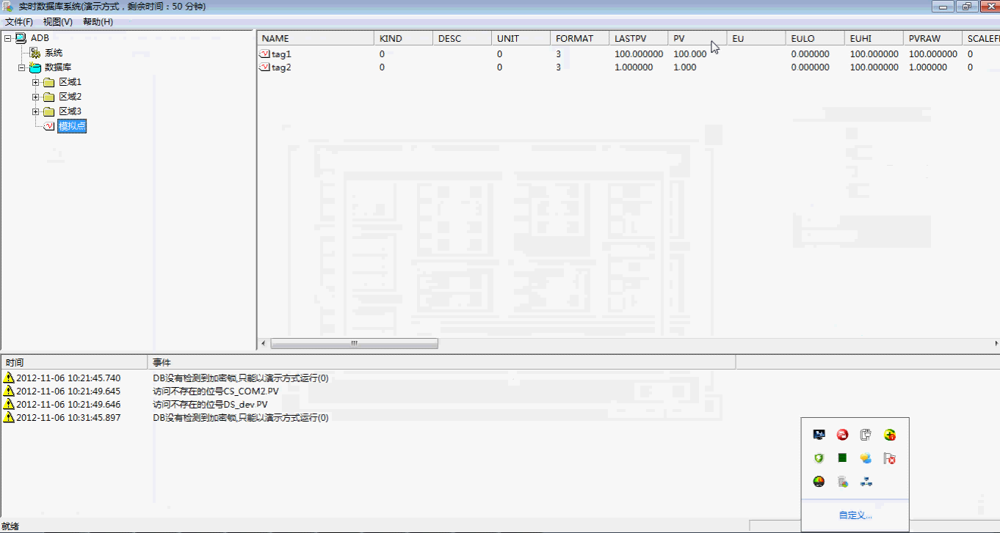 实时数据库系统(演示方式，剩余时间：50 分钟)
文件(F) 视图(V) 帮助(H)
ADB
系统
数据库
区域1
区域2
区域3
模拟点
NAME KIND DESC UNIT FORMAT LASTPV PV EU EULO EUHI PVRAW SCALEF
tag1 0 0 3 100.000000 100.000 0.000000 100.000000 100.000000 0
tag2 0 0 3 1.000000 1.000 0.000000 100.000000 1.000000 0
时间 事件
2012-11-06 10:21:45.740 DB没有检测到加密锁,只能以演示方式运行(0)
2012-11-06 10:21:49.645 访问不存在的位号CS_COM2.PV
2012-11-06 10:21:49.646 访问不存在的位号DS_dev.PV
2012-11-06 10:31:45.897 DB没有检测到加密锁,只能以演示方式运行(0)
自定义...
就绪